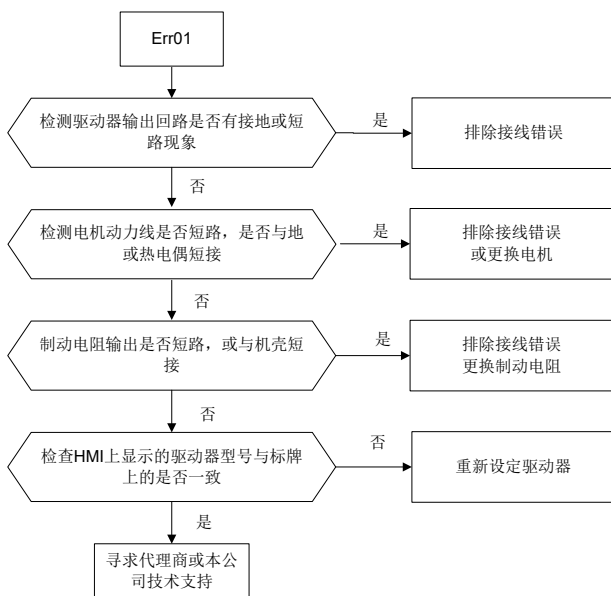 Err01
检测驱动器输出回路是否有接地或短
路现象
是
排除接线错误
否
检测电机动力线是否短路，是否与地
或热电偶短接
是
排除接线错误
或更换电机
否
制动电阻输出是否短路，或与机壳短
接
是
排除接线错误
更换制动电阻
否
检查HMI上显示的驱动器型号与标牌
上的是否一致
否
重新设定驱动器
是
寻求代理商或本公
司技术支持